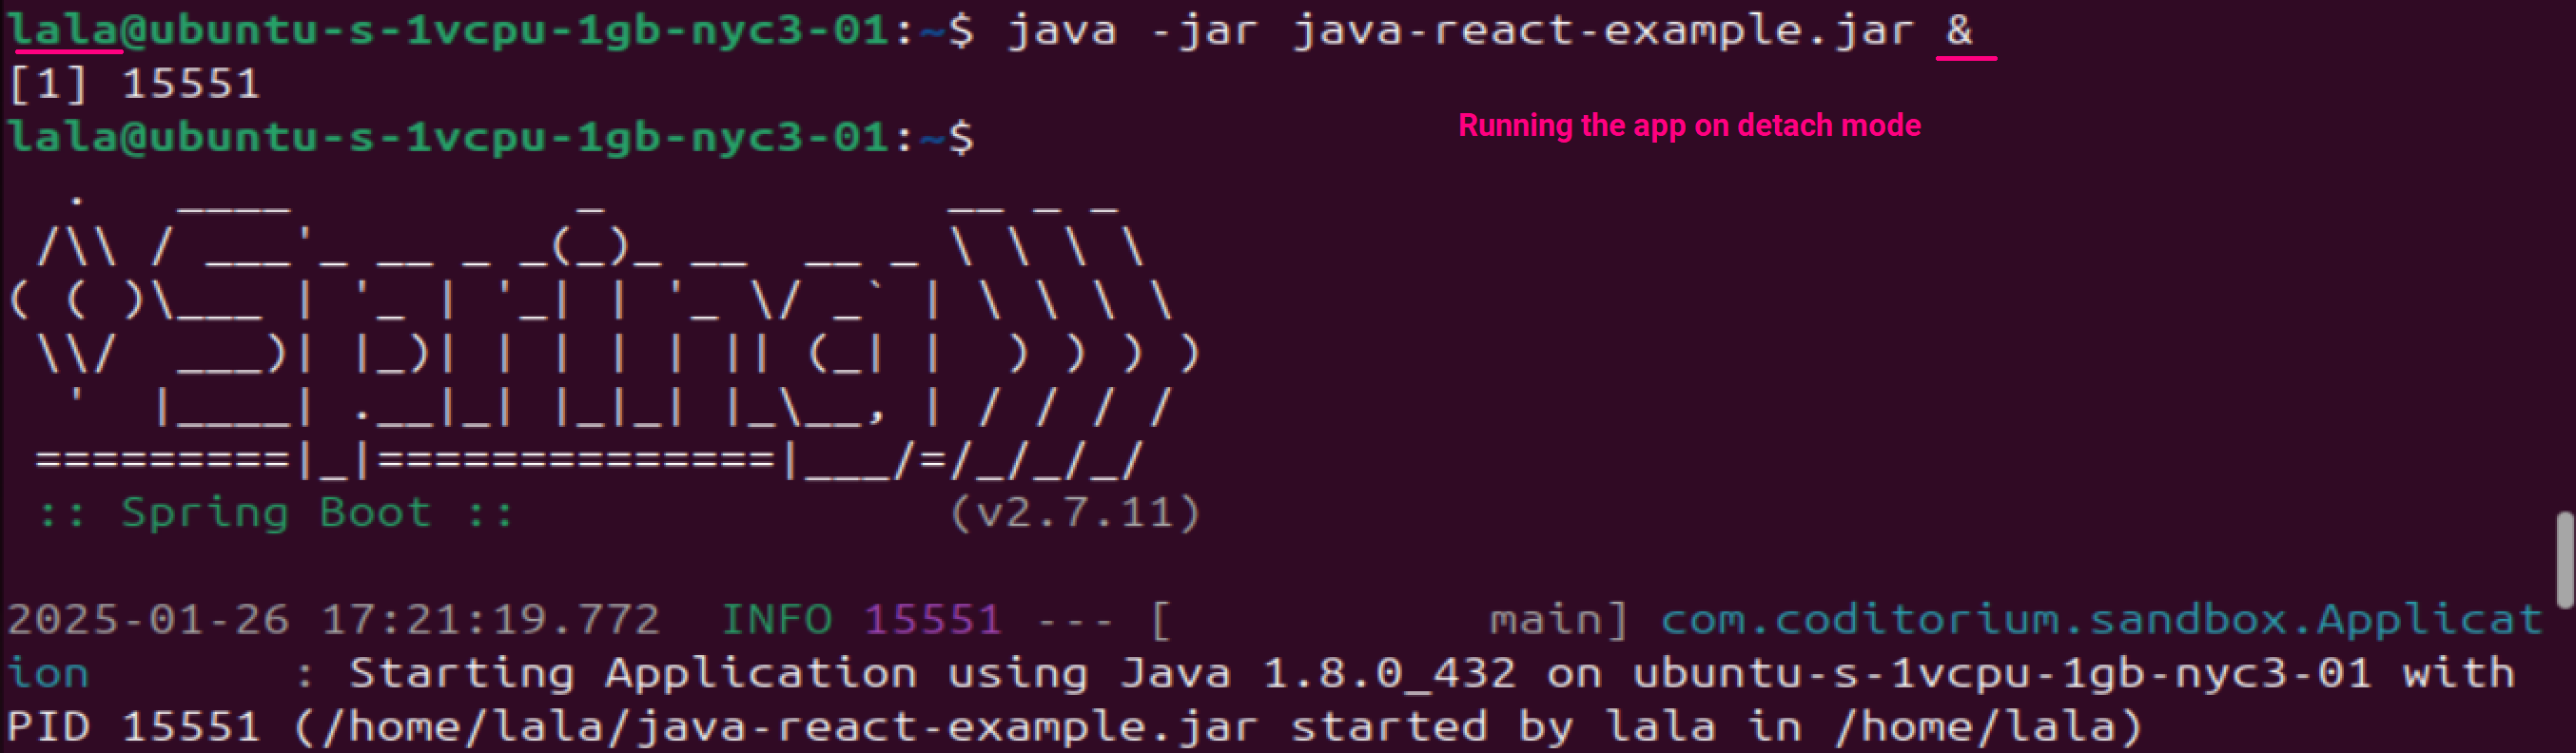 lala@ubuntu-s-1vcpu-1gb-nyc3-01:~$ java -jar java-react-example.jar &
[1] 15551
Running the app on detach mode
lala@ubuntu-s-1vcpu-1gb-nyc3-01:~$
  .   ____          _            __ _ _
 /\\ / ___'_ __ _ _(_)_ __  __ _ \ \ \ \
( ( )\___ | '_ | '_| | '_ \/ _` | \ \ \ \
 \\/  ___)| |_)| | | | | || (_| |  ) ) ) )
  '  |____| .__|_| |_|_| |_\__, | / / / /
 =========|_|==============|___/=/_/_/_/
 :: Spring Boot ::               (v2.7.11)
2025-01-26 17:21:19.772  INFO 15551 --- [           main] com.coditorium.sandbox.Applicat
ion       : Starting Application using Java 1.8.0_432 on ubuntu-s-1vcpu-1gb-nyc3-01 with
PID 15551 (/home/lala/java-react-example.jar started by lala in /home/lala)